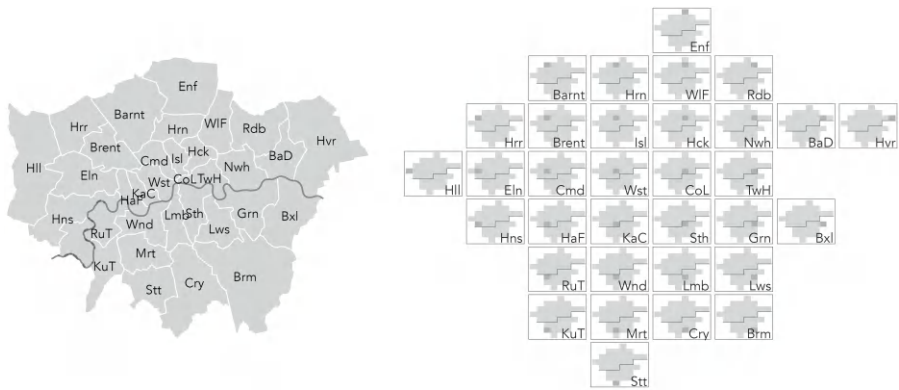 Enf
Barnt
Hrr
Hrn
WlF
Rdb
Hvr
Brent
Hck
Cmd
Isl
BaD
Hll
Eln
Nwh
Wst
CoL
TwH
KaC
HaF
Hns
Wnd
Lmb
Sth
Grn
Bxl
RuT
Lws
KuT
Mrt
Stt
Cry
Brm
Enf
Barnt Hrn WlF Rdb
Hrr Brent Isl Hck Nwh BaD Hvr
Hll Eln Cmd Wst CoL TwH
Hns HaF KaC Sth Grn Bxl
RuT Wnd Lmb Lws
KuT Mrt Cry Brm
Stt